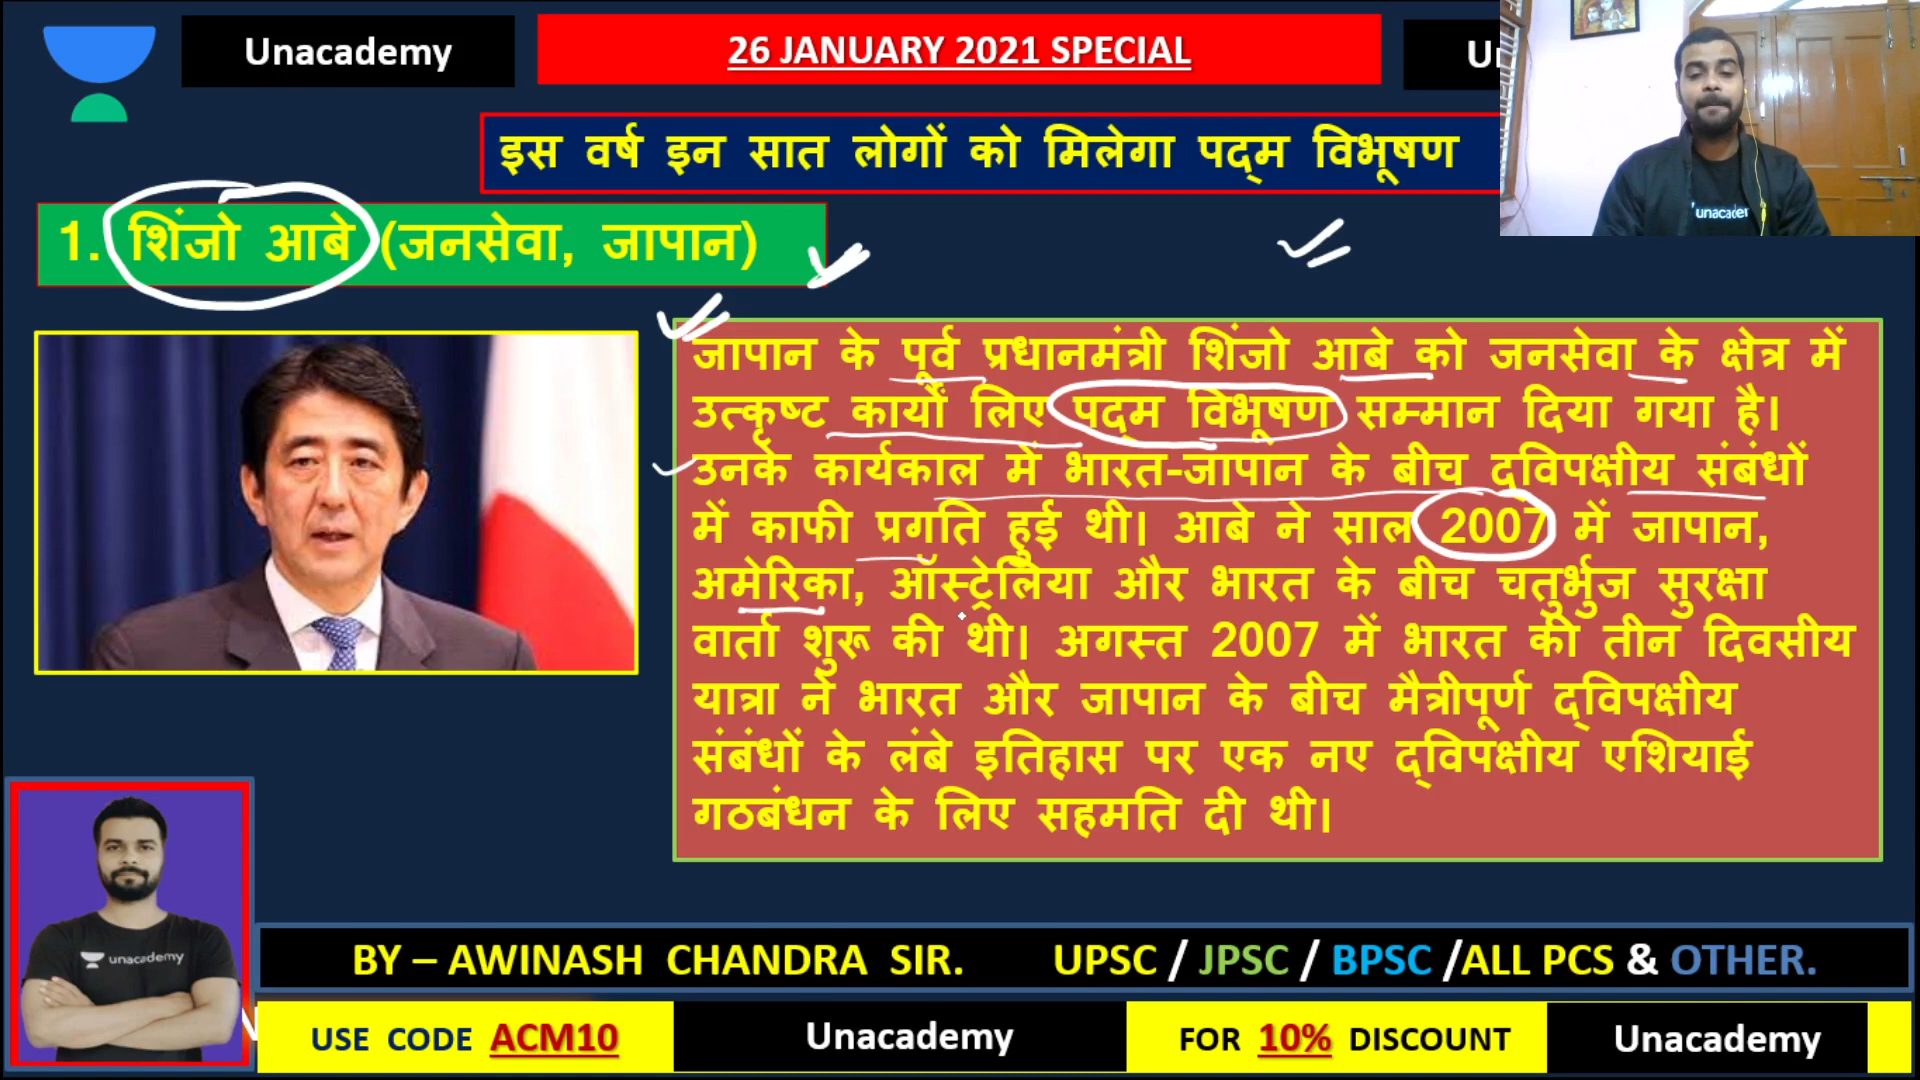 Unacademy
26 JANUARY 2021 SPECIAL
इस वर्ष इन सात लोगों को मिलेगा पद्म विभूषण
unacade
1. शिंजो आबे (जनसेवा, जापान)
जापान के पूर्व प्रधानमंत्री शिंजो आबे को जनसेवा के क्षेत्र में
उत्कृष्ट कार्यों लिए पद्म विभूषण सम्मान दिया गया है।
उनके कार्यकाल में भारत-जापान के बीच द्विपक्षीय संबंधों
में काफी प्रगति हुई थी। आबे ने साल 2007 में जापान,
अमेरिका, ऑस्ट्रेलिया और भारत के बीच चतुर्भुज सुरक्षा
वार्ता शुरू की थी। अगस्त 2007 में भारत की तीन दिवसीय
यात्रा ने भारत और जापान के बीच मैत्रीपूर्ण द्विपक्षीय
संबंधों के लंबे इतिहास पर एक नए द्विपक्षीय एशियाई
गठबंधन के लिए सहमति दी थी।
unacademy
BY – AWINASH CHANDRA SIR. UPSC / JPSC / BPSC /ALL PCS & OTHER.
USE CODE ACM10 Unacademy FOR 10% DISCOUNT Unacademy